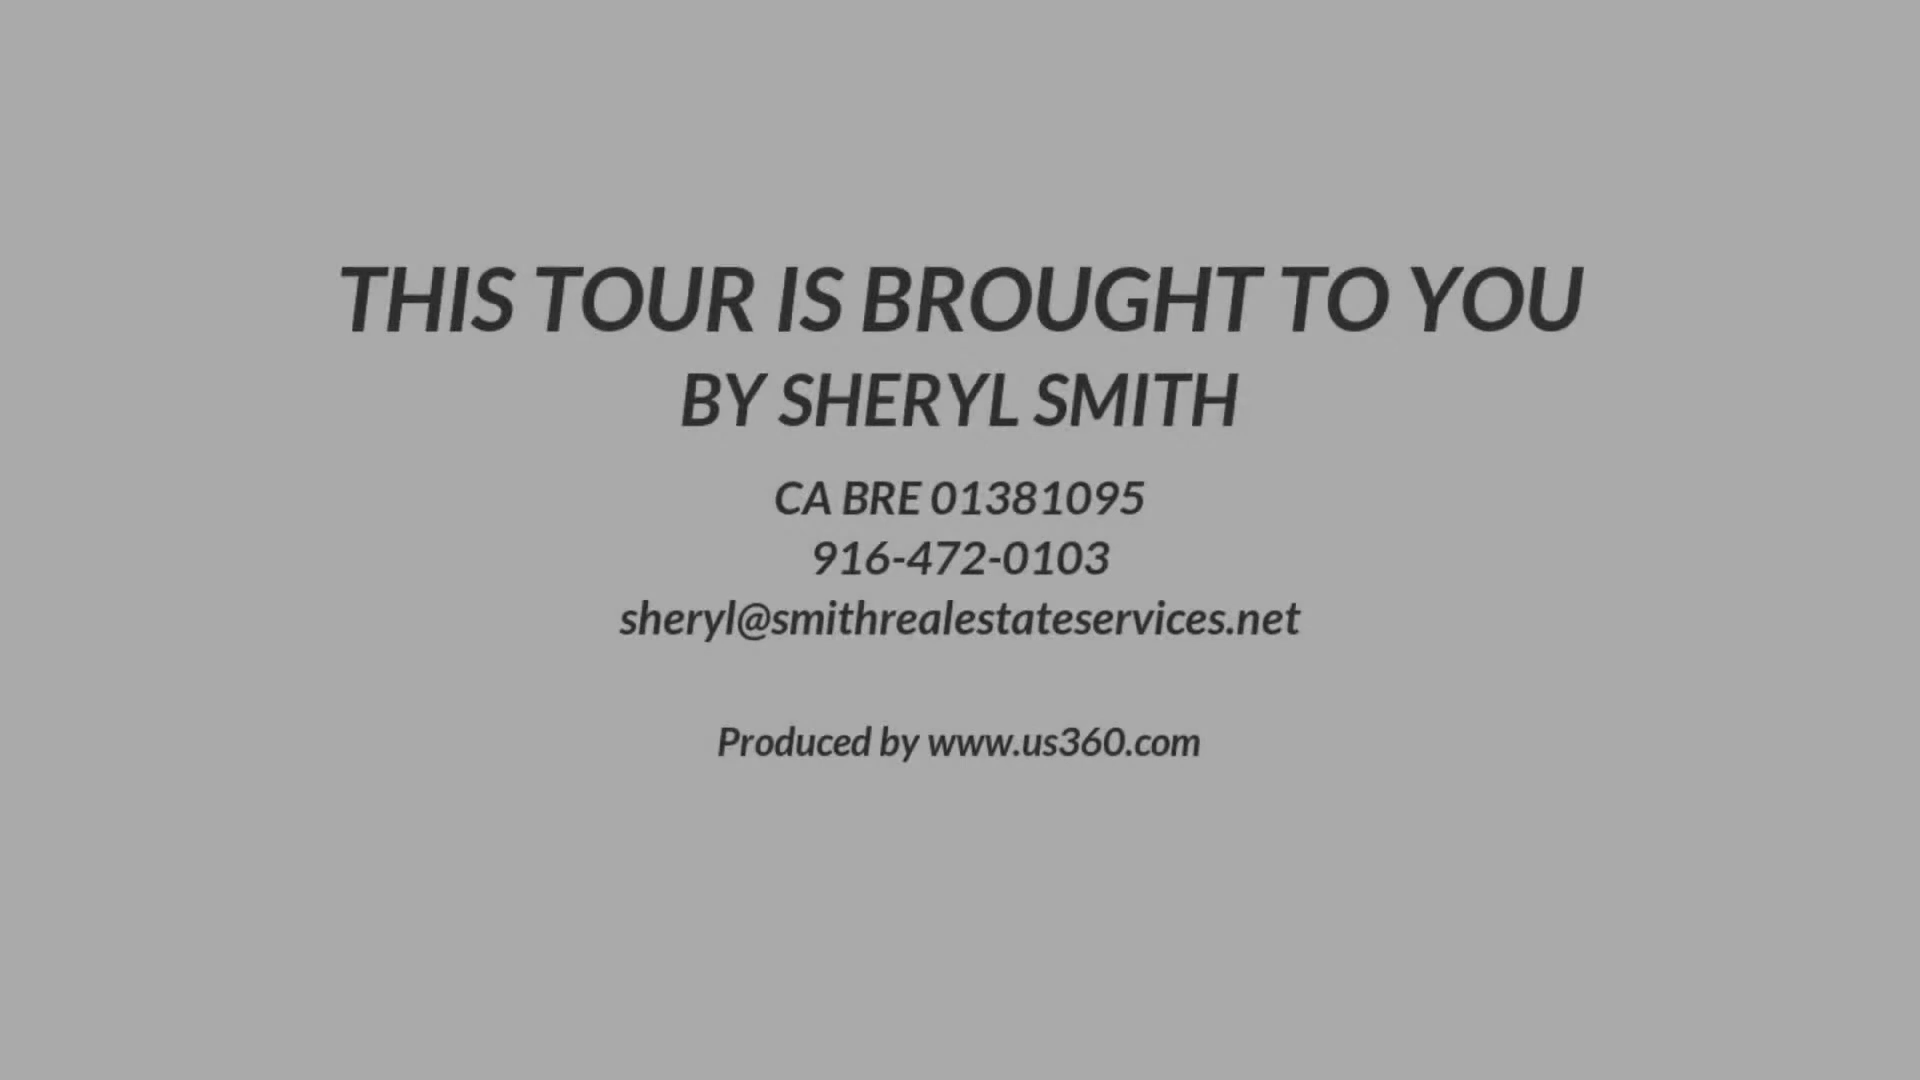 THIS TOUR IS BROUGHT TO YOU
BY SHERYL SMITH
CA BRE 01381095
916-472-0103
sheryl@smithrealestateservices.net
Produced by www.us360.com